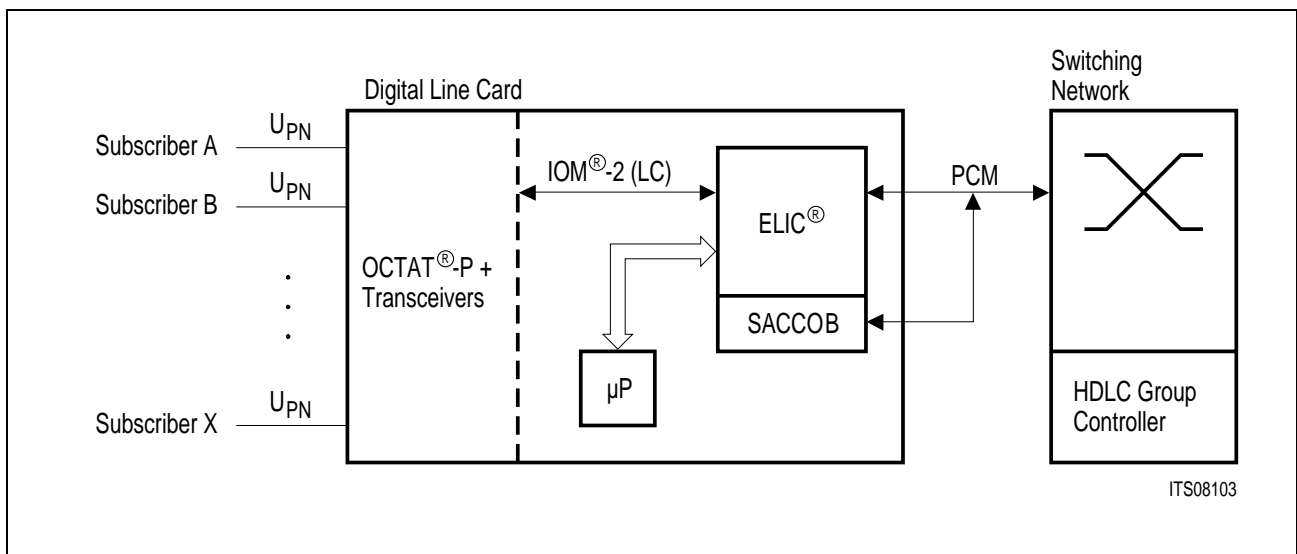 Switching
Network
Digital Line Card
Subscriber A
UPN
Subscriber B
UPN
.
.
.
Subscriber X
UPN
OCTAT®-P +
Transceivers
IOM®-2 (LC)
ELIC®
SACCOB
µP
PCM
HDLC Group
Controller
ITS08103